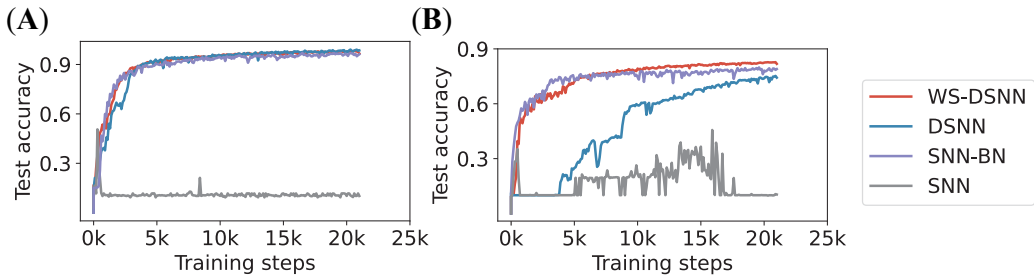 (A)
Test accuracy
0.9
0.6
0.3
0k 5k 10k 15k 20k 25k
Training steps
(B)
Test accuracy
0.9
0.6
0.3
0k 5k 10k 15k 20k 25k
Training steps
WS-DSNN
DSNN
SNN-BN
SNN